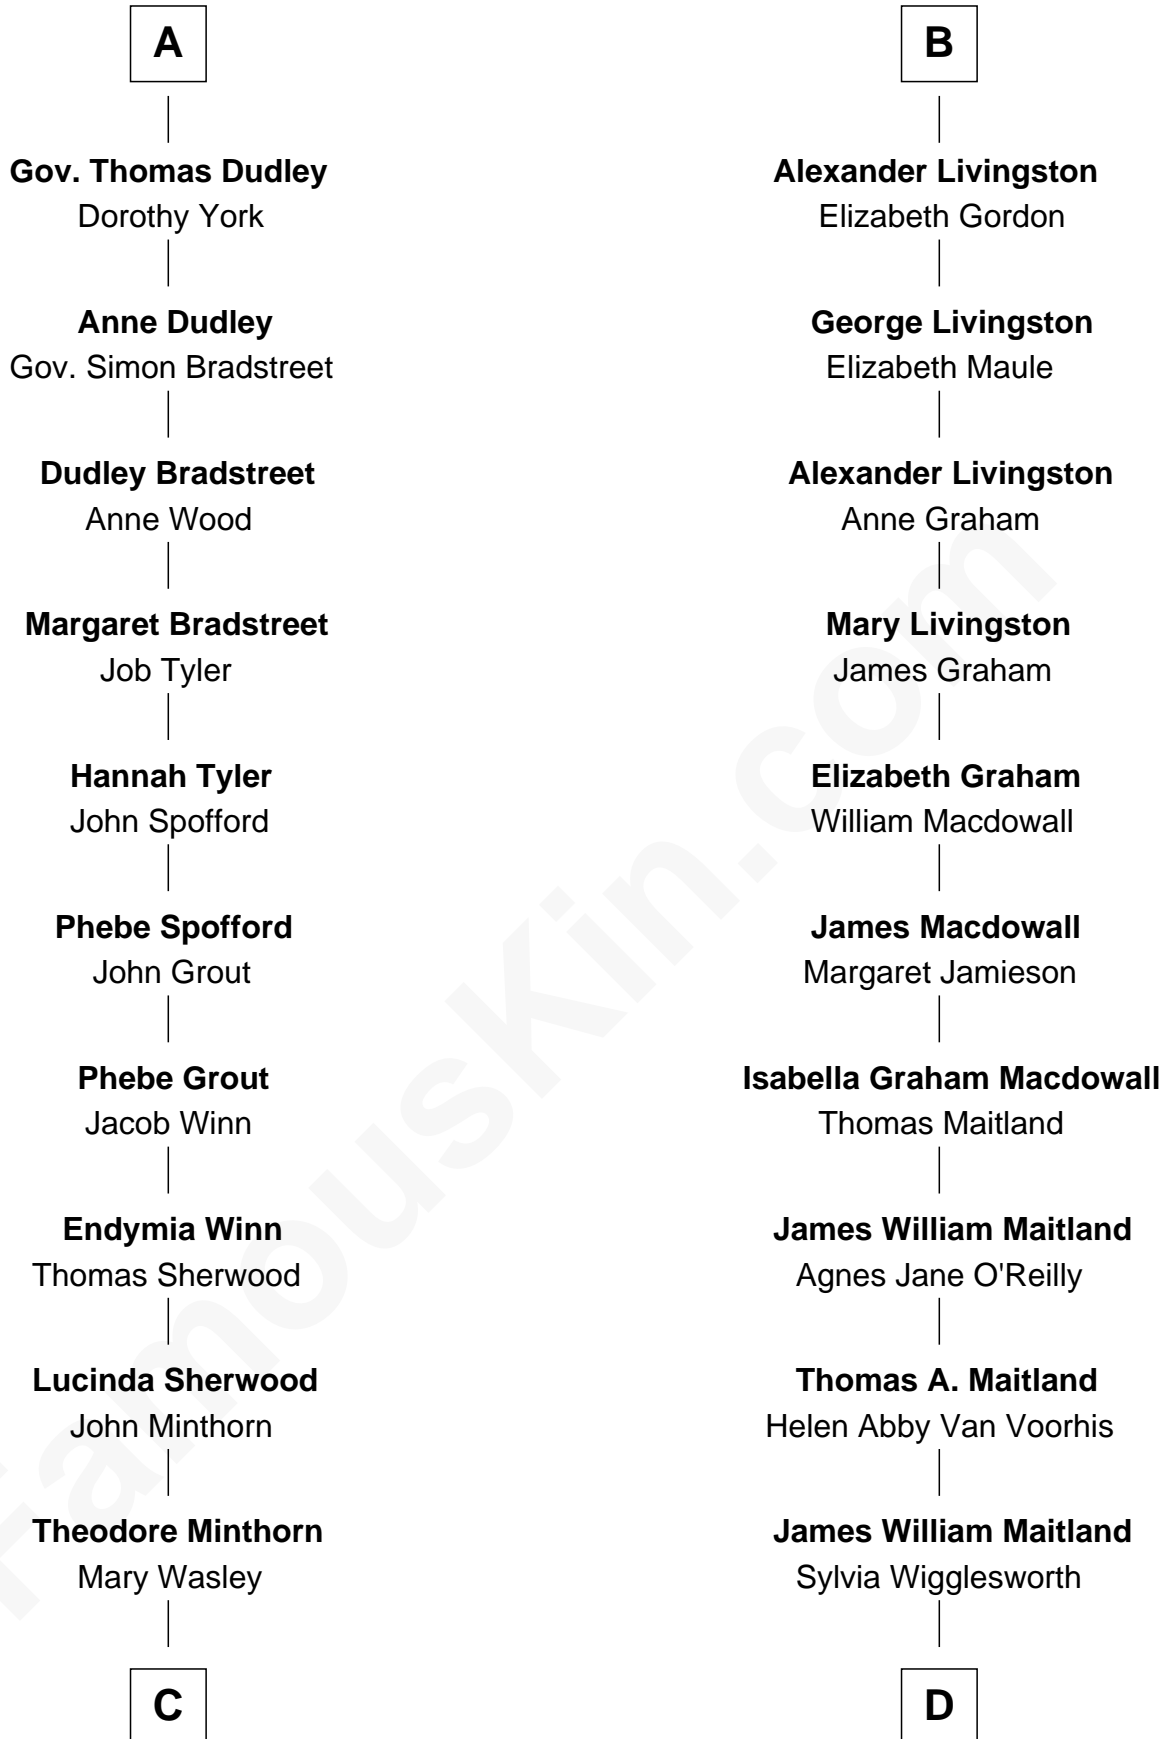 A
Gov. Thomas Dudley
Dorothy York
Anne Dudley
Gov. Simon Bradstreet
Dudley Bradstreet
Anne Wood
Margaret Bradstreet
Job Tyler
Hannah Tyler
John Spofford
Phebe Spofford
John Grout
Phebe Grout
Jacob Winn
Endymia Winn
Thomas Sherwood
Lucinda Sherwood
John Minthorn
Theodore Minthorn
Mary Wasley
C
B
Alexander Livingston
Elizabeth Gordon
George Livingston
Elizabeth Maule
Alexander Livingston
Anne Graham
Mary Livingston
James Graham
Elizabeth Graham
William Macdowall
James Macdowall
Margaret Jamieson
Isabella Graham Macdowall
Thomas Maitland
James William Maitland
Agnes Jane O'Reilly
Thomas A. Maitland
Helen Abby Van Voorhis
James William Maitland
Sylvia Wigglesworth
D
FamousKin.com